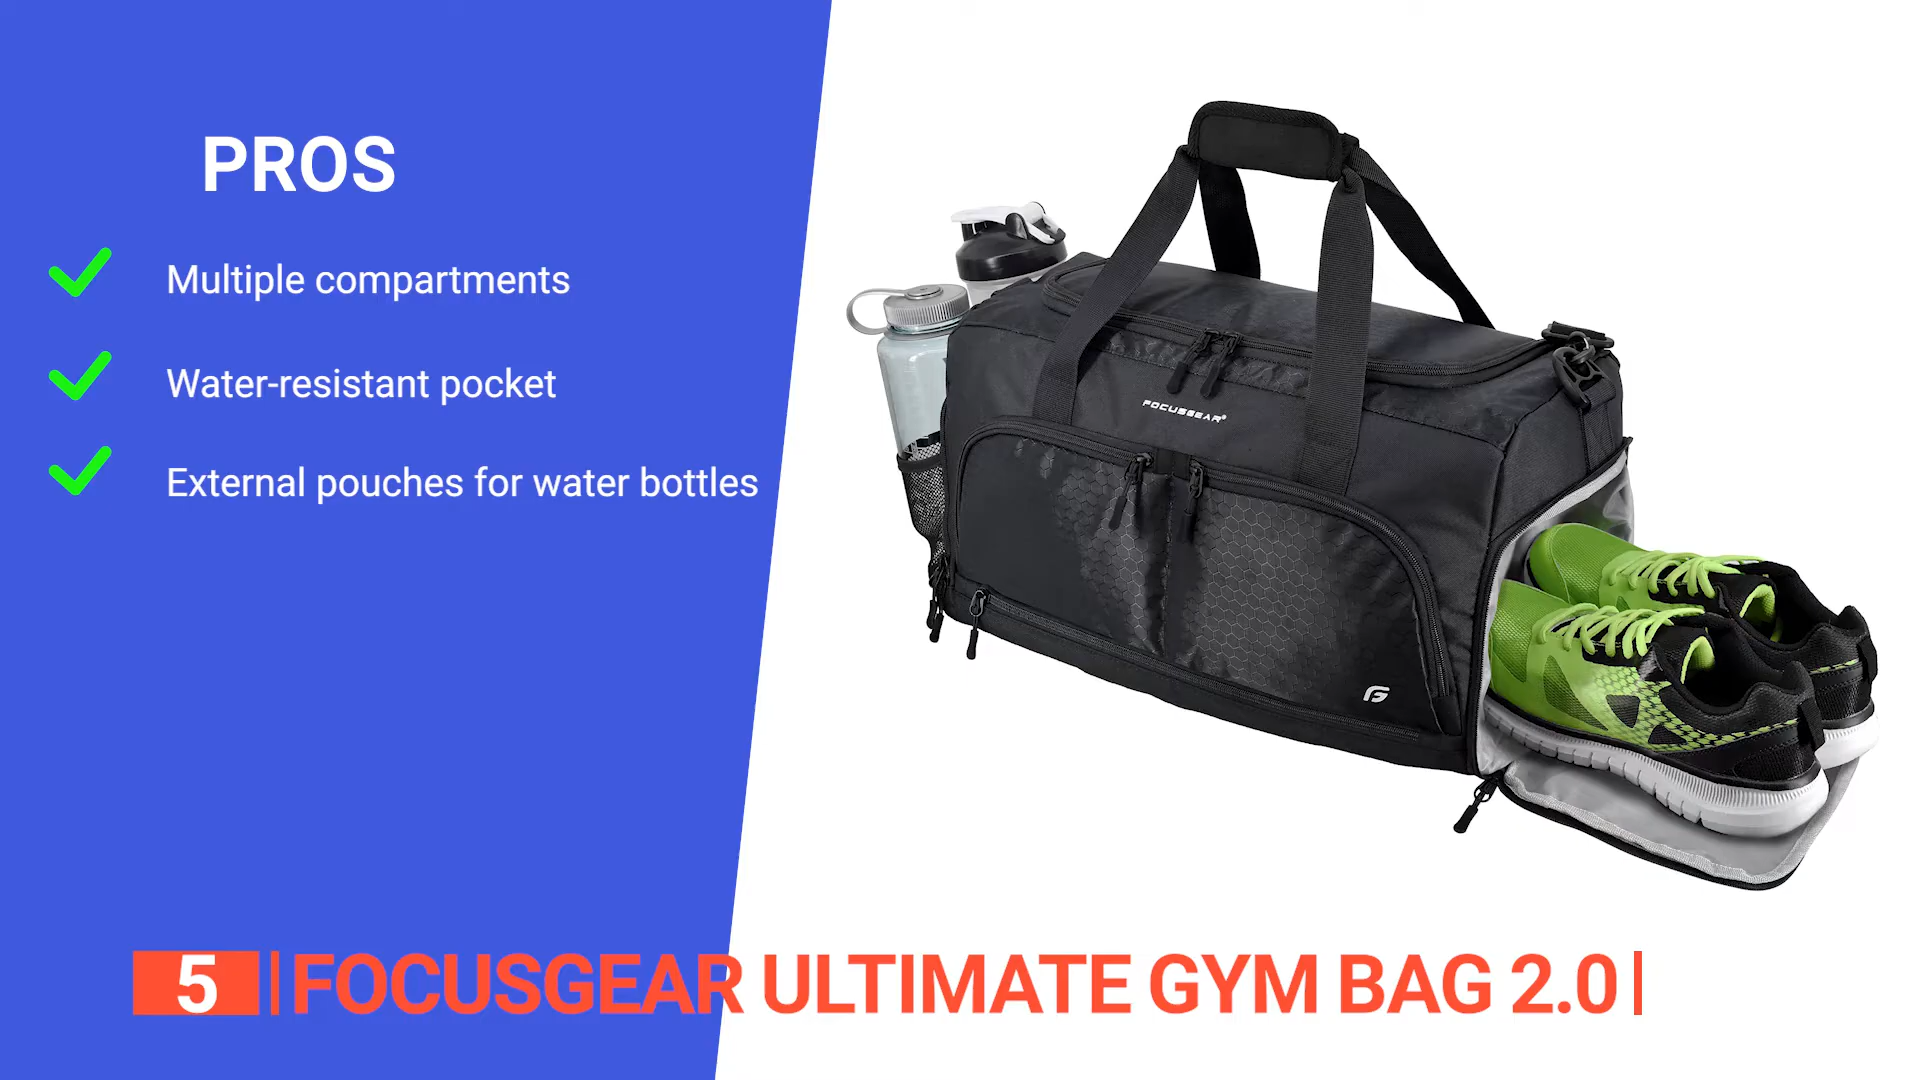 PROS
Multiple compartments
Water-resistant pocket
External pouches for water bottles
FOCUSGEAR®
5 | FOCUSGEAR ULTIMATE GYM BAG 2.0 |